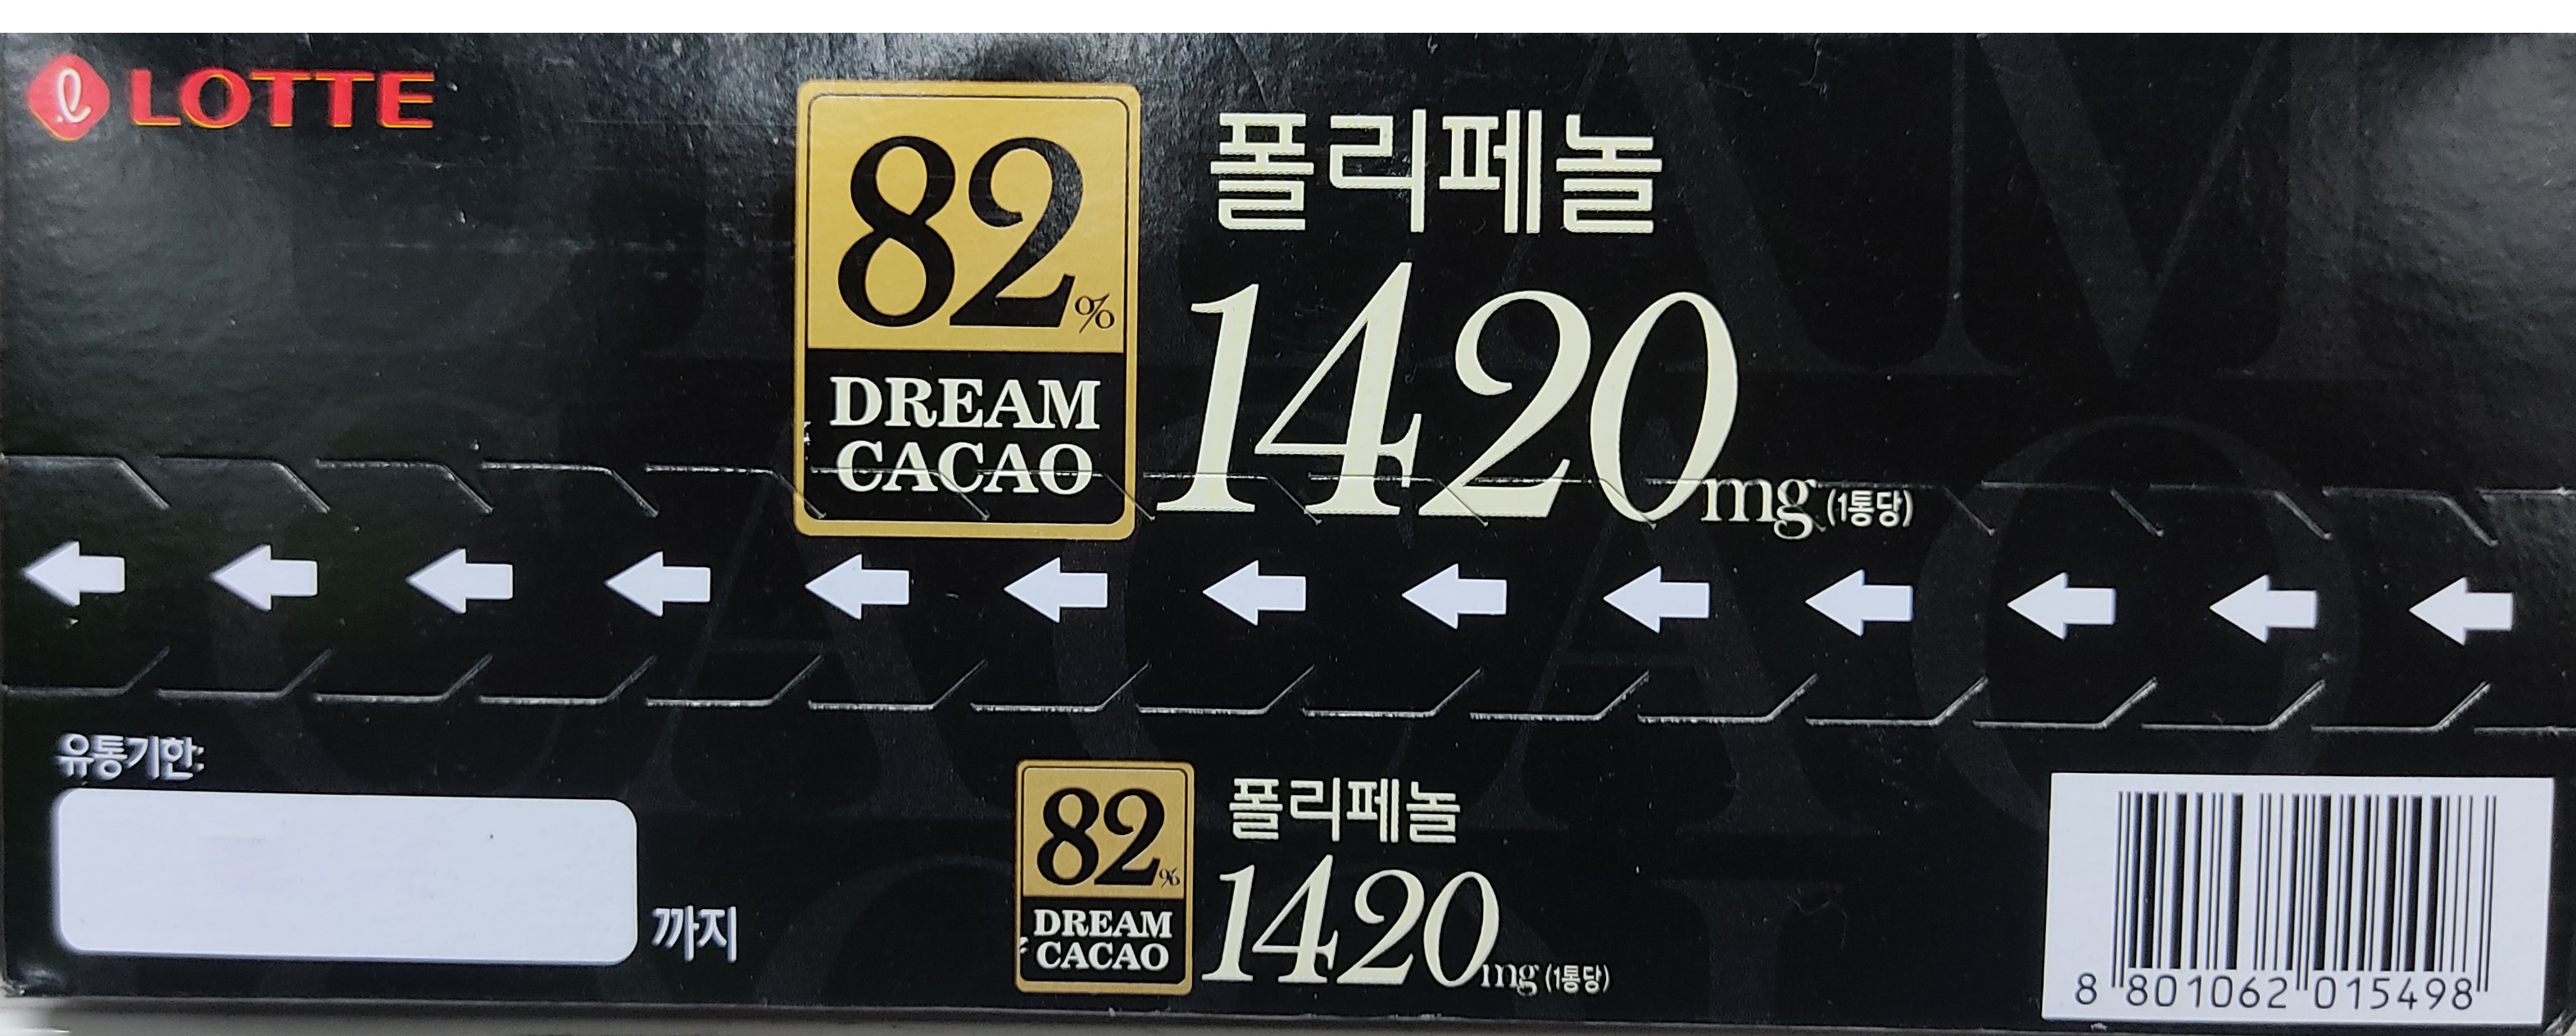 LOTTE
82%
DREAM
CACAO
폴리페놀
1420mg (1통당)
유통기한:
까지
82%
DREAM
CACAO
폴리페놀
1420mg (1통당)
8 801062 015498